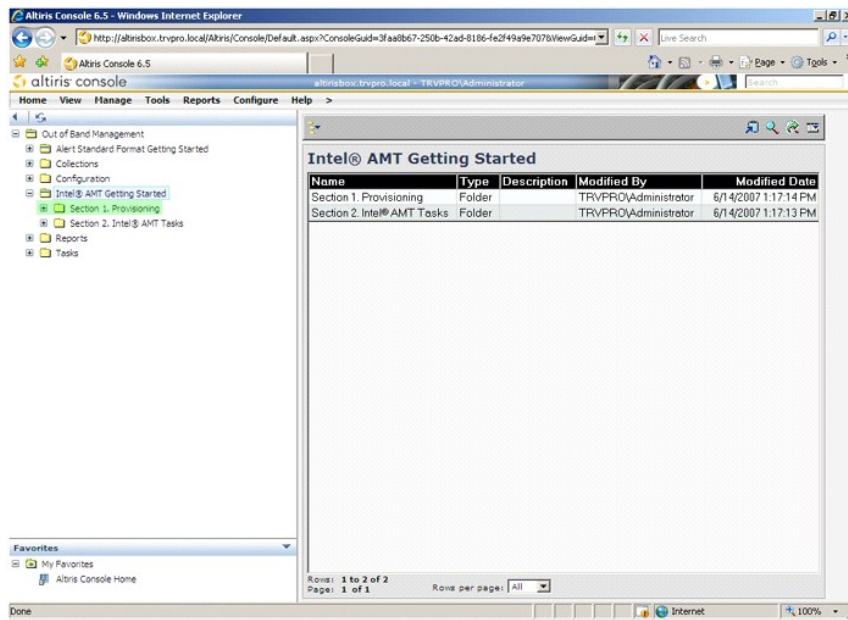 Altiris Console 6.5 - Windows Internet Explorer
http://altirisbox.trvpro.local/Altiris/Console/Default.aspx?ConsoleGuid=3faa8b67-250b-42ad-8186-fe2f49a9e707&ViewGuid=
Live Search
Altiris Console 6.5
Page
Tools
altiris console
altirisbox.trvpro.local - TRVPRO\Administrator
Search
Home View Manage Tools Reports Configure Help >
Out of Band Management
Alert Standard Format Getting Started
Collections
Configuration
Intel® AMT Getting Started
Section 1. Provisioning
Section 2. Intel® AMT Tasks
Reports
Tasks
Intel® AMT Getting Started
Name Type Description Modified By Modified Date
Section 1. Provisioning Folder TRVPRO\Administrator 6/14/2007 1:17:14 PM
Section 2. Intel® AMT Tasks Folder TRVPRO\Administrator 6/14/2007 1:17:13 PM
Favorites
My Favorites
Altiris Console Home
Rows: 1 to 2 of 2
Page: 1 of 1
Rows per page: All
Done
Internet
100%